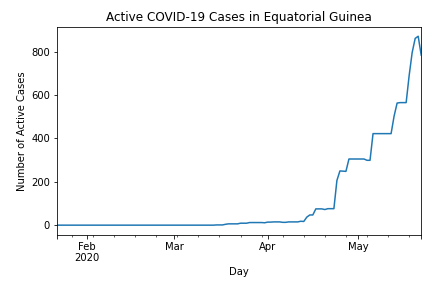 Active COVID-19 Cases in Equatorial Guinea
Number of Active Cases
800
600
400
200
0
Feb
2020
Mar
Apr
May
Day